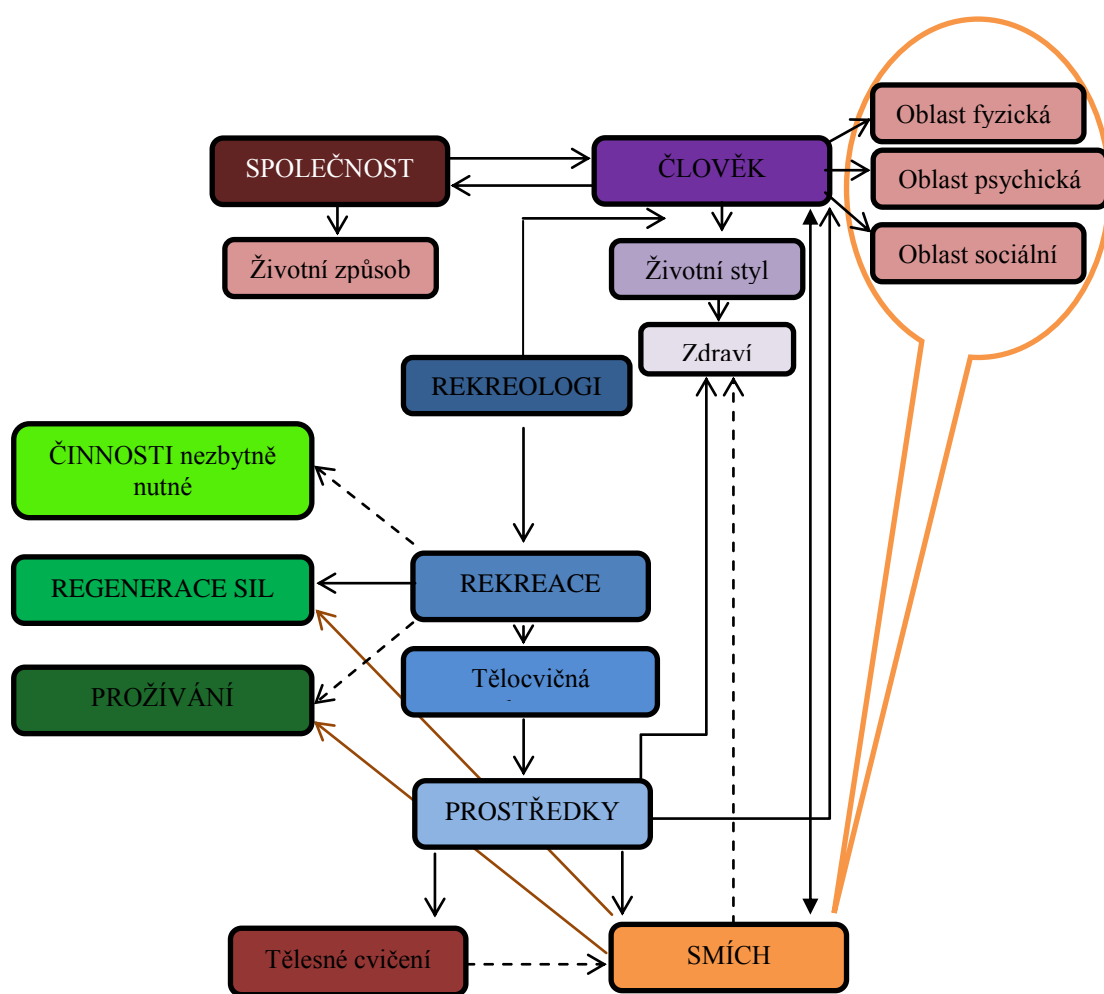 Oblast fyzická
SPOLEČNOST
ČLOVĚK
Oblast psychická
Oblast sociální
Životní způsob
Životní styl
Zdraví
REKREOLOGI
ČINNOSTI nezbytně
nutné
REKREACE
REGENERACE SIL
Tělocvičná
PROŽÍVÁNÍ
PROSTŘEDKY
Tělesné cvičení
SMÍCH